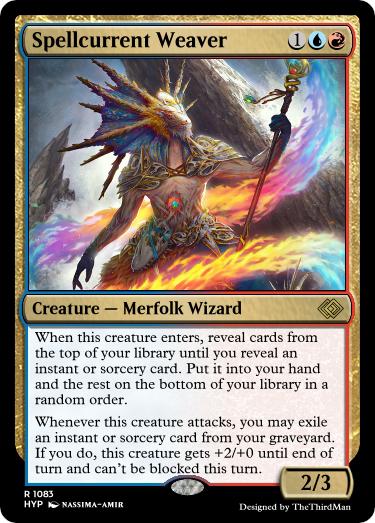 Spellcurrent Weaver 1
Creature — Merfolk Wizard
When this creature enters, reveal cards from
the top of your library until you reveal an
instant or sorcery card. Put it into your hand
and the rest on the bottom of your library in a
random order.
Whenever this creature attacks, you may exile
an instant or sorcery card from your graveyard.
If you do, this creature gets +2/+0 until end of
turn and can't be blocked this turn.
2/3
R 1083
HYP NASSIMA-AMIR
Designed by TheThirdMan